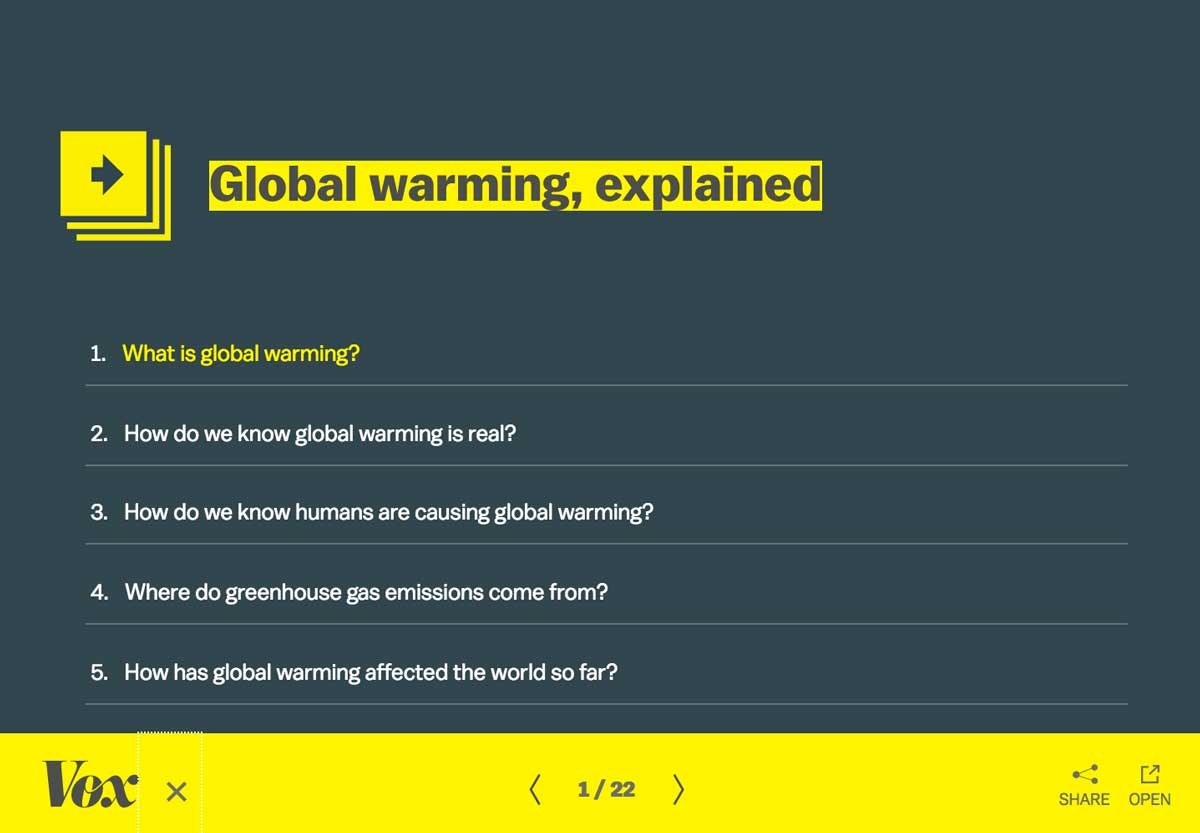 Global warming, explained
1. What is global warming?
2. How do we know global warming is real?
3. How do we know humans are causing global warming?
4. Where do greenhouse gas emissions come from?
5. How has global warming affected the world so far?
Vox
1 / 22
SHARE OPEN